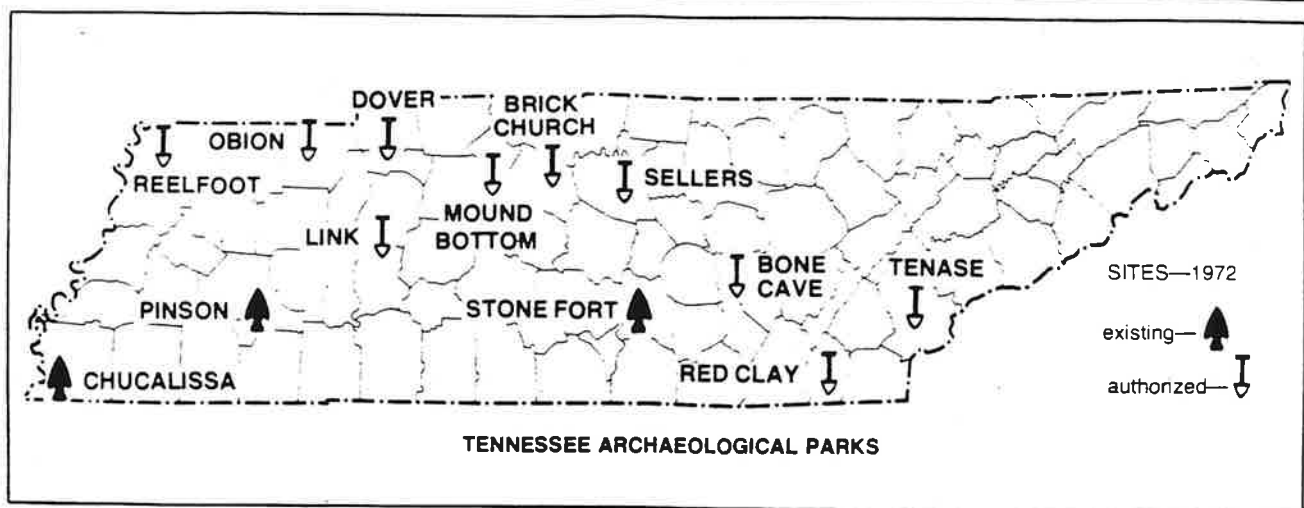 DOVER
BRICK
CHURCH
OBION
REELFOOT
SELLERS
MOUND
BOTTOM
LINK
BONE
CAVE
TENASE
SITES—1972
PINSON
STONE FORT
existing—
CHUCALISSA
RED CLAY
authorized—
TENNESSEE ARCHAEOLOGICAL PARKS